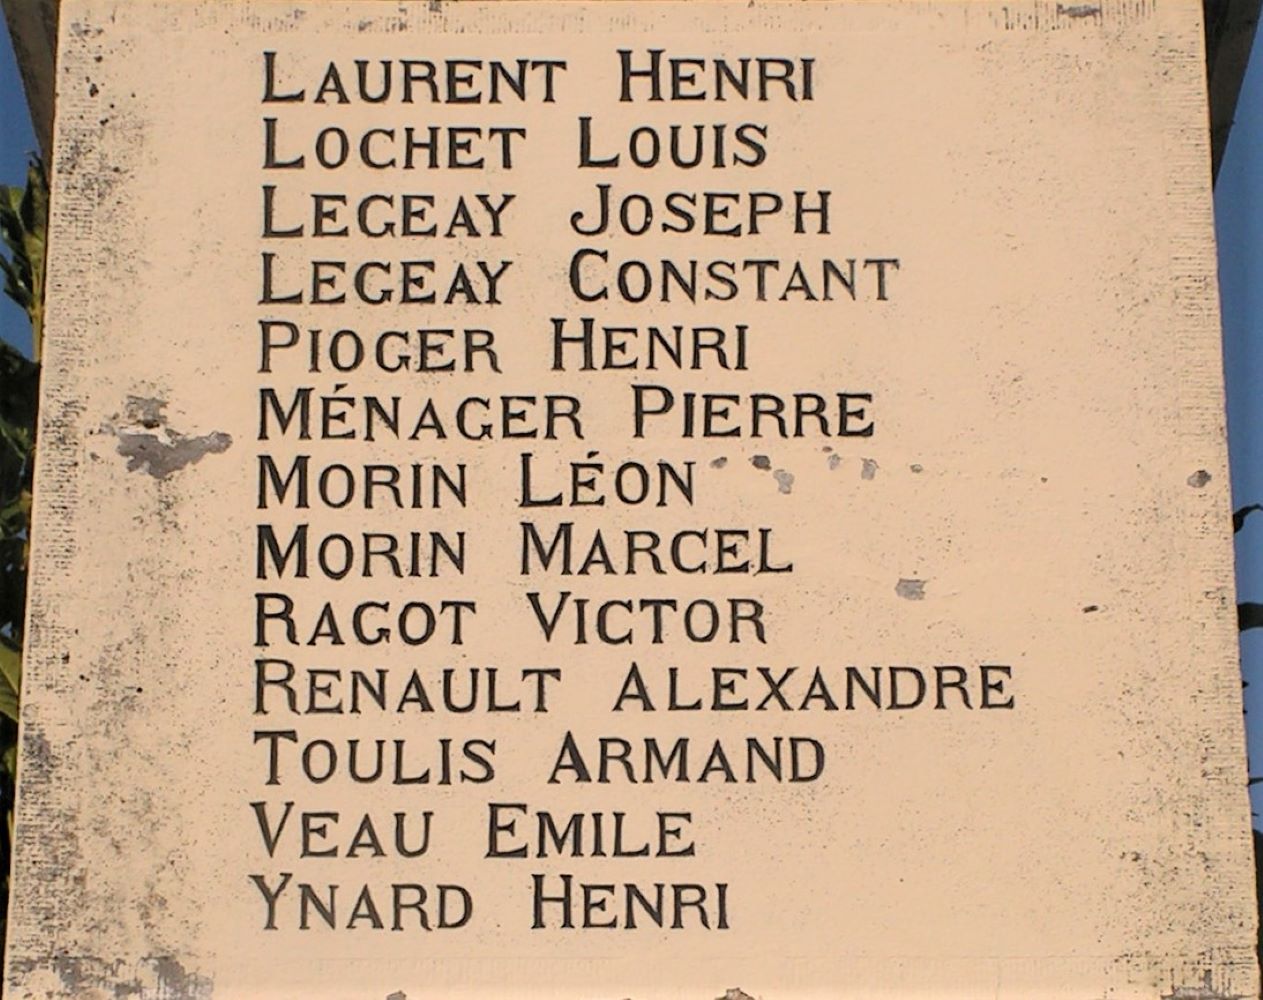 LAURENT HENRI
LOCHET LOUIS
LEGEAY JOSEPH
LEGEAY CONSTANT
PIOGER HENRI
MÉNAGER PIERRE
MORIN LÉON
MORIN MARCEL
RAGOT VICTOR
RENAULT ALEXANDRE
TOULIS ARMAND
VEAU EMILE
YNARD HENRI